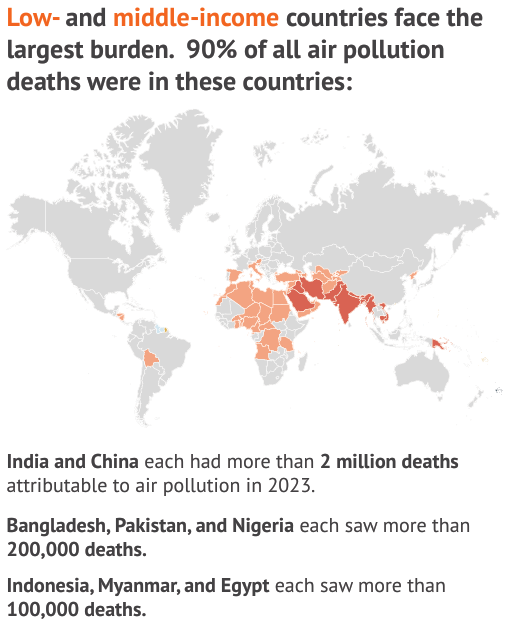 Low- and middle-income countries face the
largest burden.  90% of all air pollution
deaths were in these countries:
India and China each had more than 2 million deaths
attributable to air pollution in 2023.
Bangladesh, Pakistan, and Nigeria each saw more than
200,000 deaths.
Indonesia, Myanmar, and Egypt each saw more than
100,000 deaths.